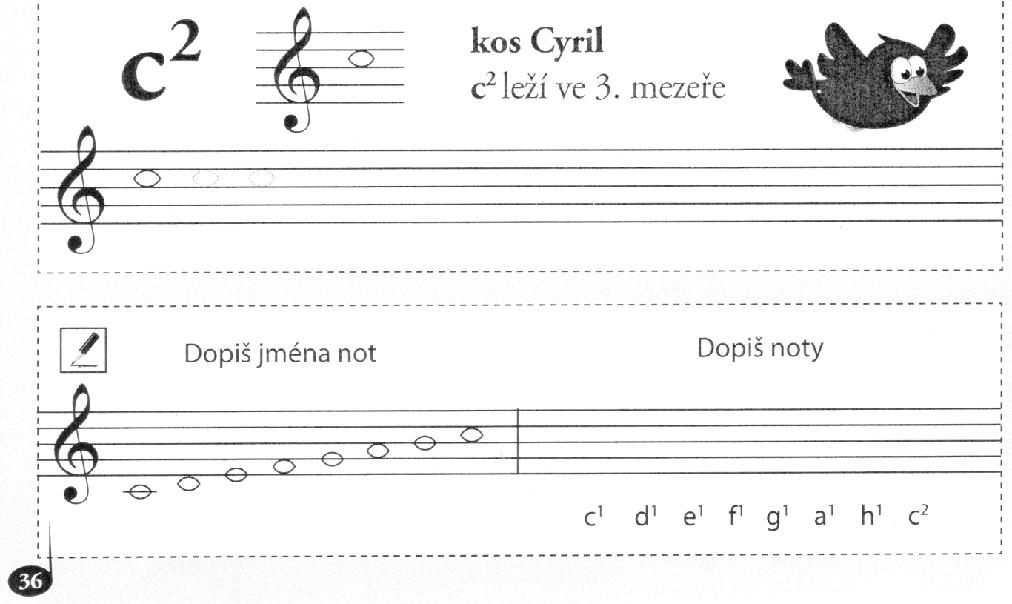 c²
kos Cyril
c² leží ve 3. mezeře
Dopiš jména not
Dopiš noty
c¹ d¹ e¹ f¹ g¹ a¹ h¹ c²
36